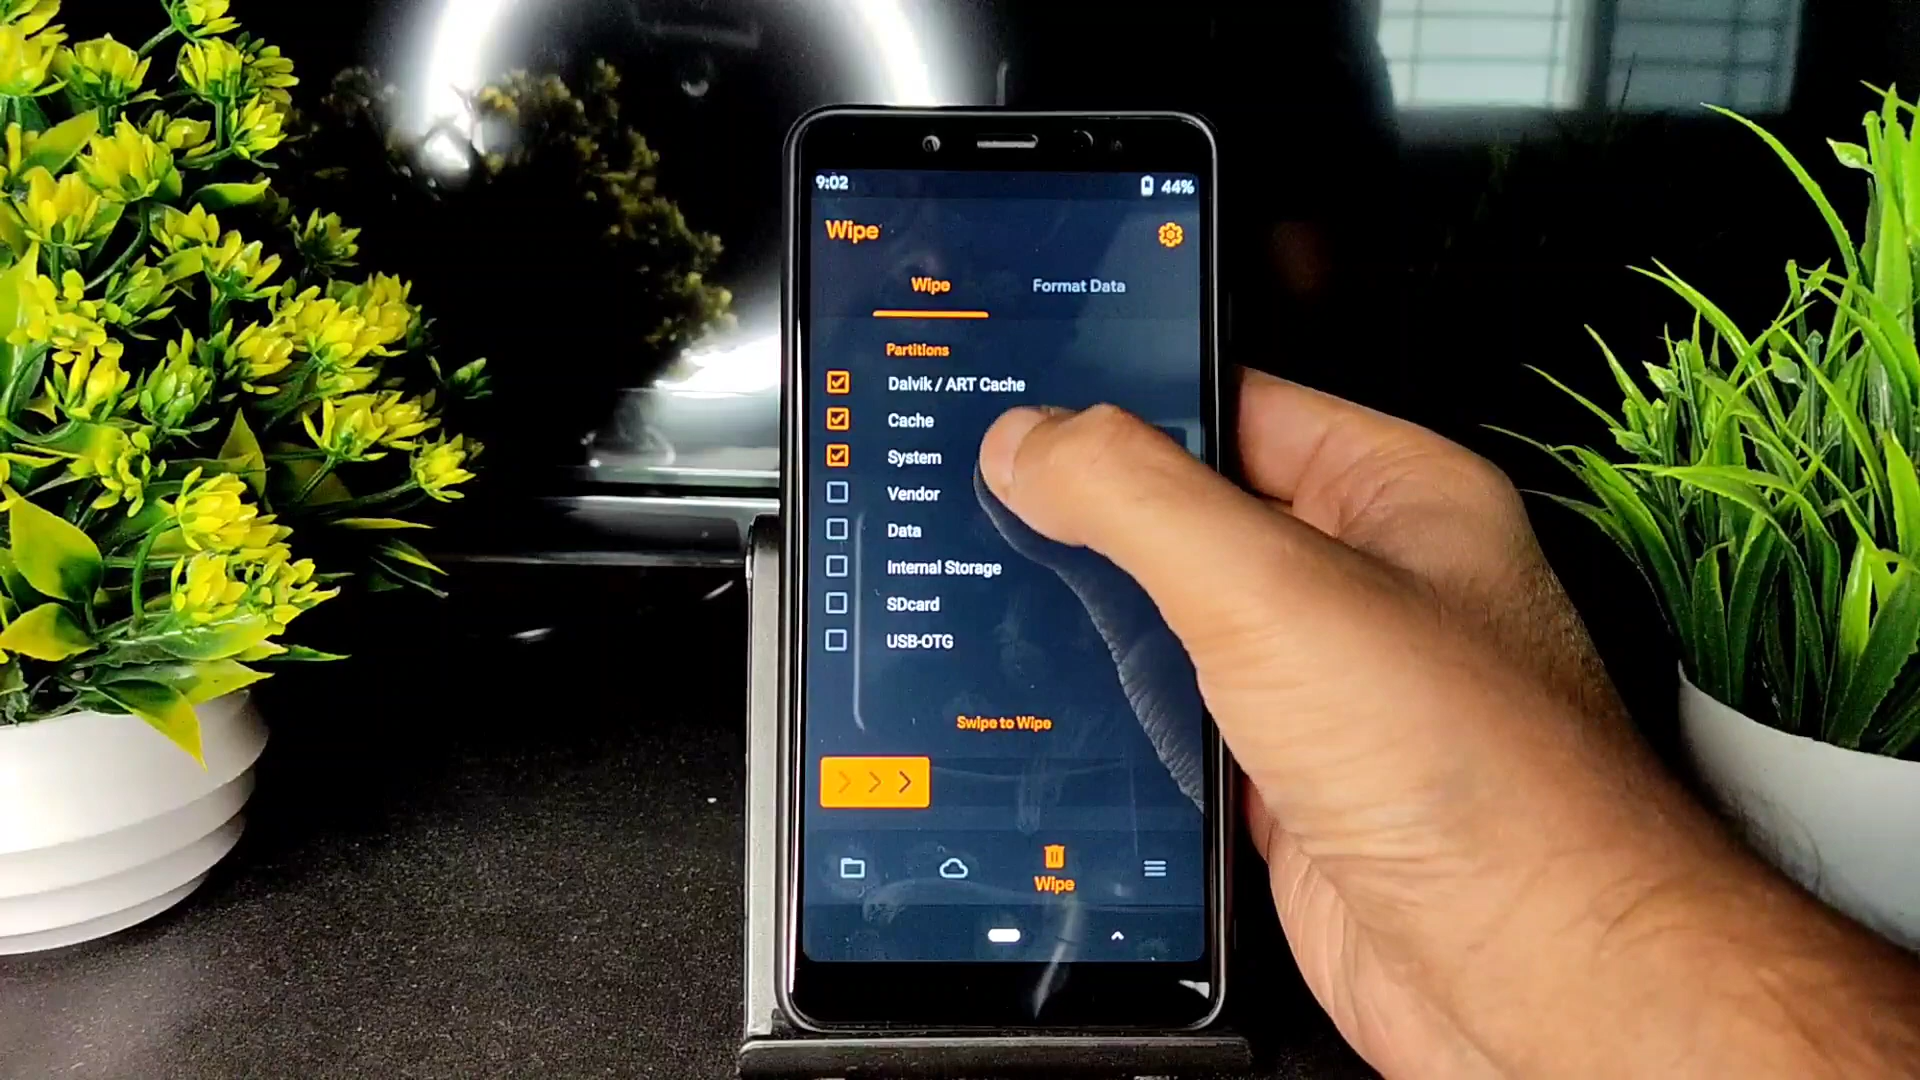 9:02
44%
Wipe
Wipe
Format Data
Partitions
Dalvik / ART Cache
Cache
System
Vendor
Data
Internal Storage
SDcard
USB-OTG
Swipe to Wipe
Wipe